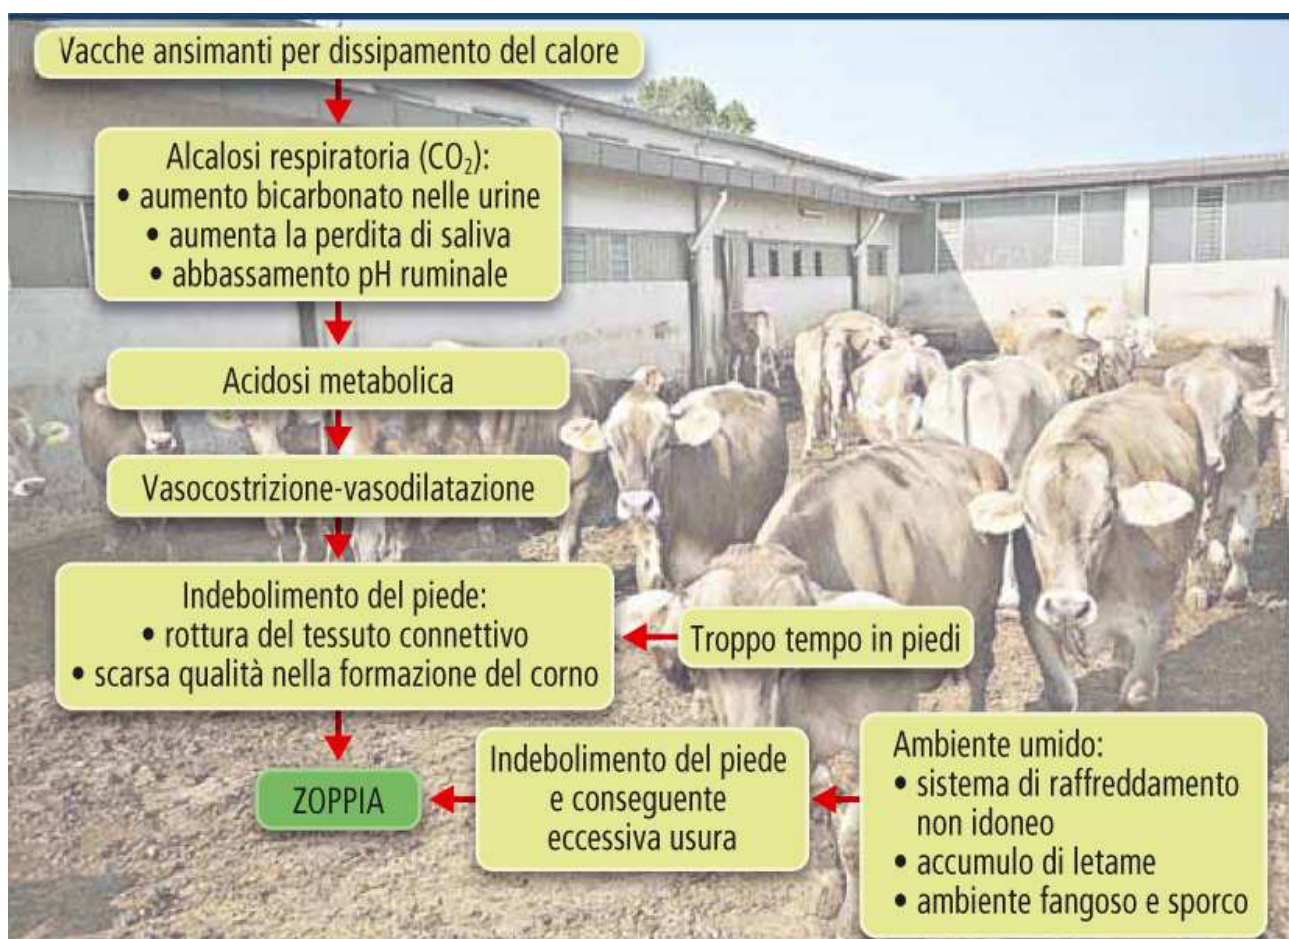 Vacche ansimanti per dissipamento del calore
Alcalosi respiratoria (CO₂):
• aumento bicarbonato nelle urine
• aumenta la perdita di saliva
• abbassamento pH ruminale
Acidosi metabolica
Vasocostrizione-vasodilatazione
Indebolimento del piede:
• rottura del tessuto connettivo
• scarsa qualità nella formazione del corno
Troppo tempo in piedi
ZOPPIA
Indebolimento del piede
e conseguente
eccessiva usura
Ambiente umido:
• sistema di raffreddamento
non idoneo
• accumulo di letame
• ambiente fangoso e sporco